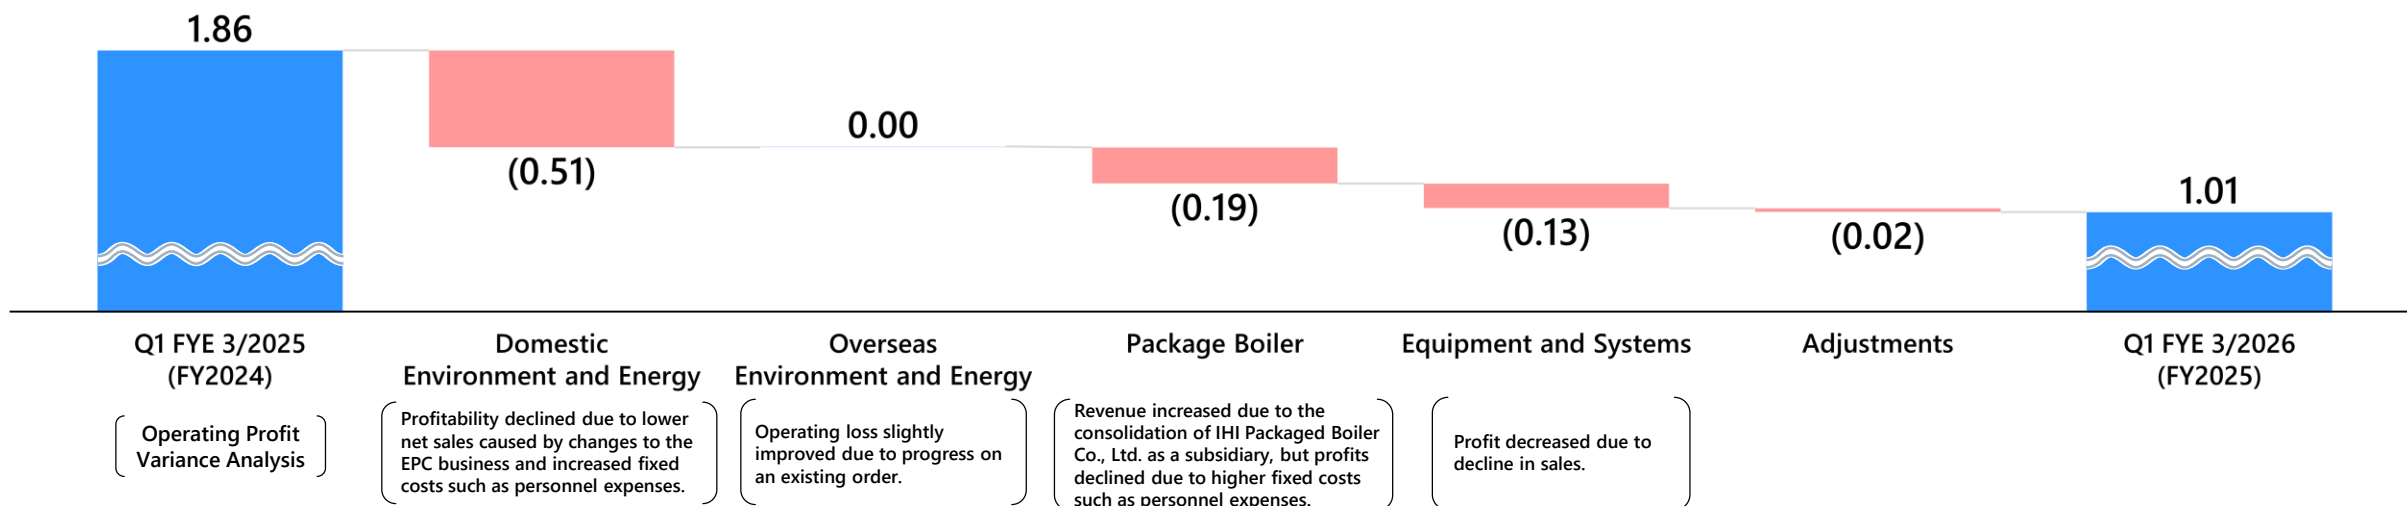 1.86
(0.51)
0.00
(0.19)
(0.13)
(0.02)
1.01
Q1 FYE 3/2025
(FY2024)
Domestic
Environment and Energy
Overseas
Environment and Energy
Package Boiler
Equipment and Systems
Adjustments
Q1 FYE 3/2026
(FY2025)
Operating Profit
Variance Analysis
Profitability declined due to lower
net sales caused by changes to the
EPC business and increased fixed
costs such as personnel expenses.
Operating loss slightly
improved due to progress on
an existing order.
Revenue increased due to the
consolidation of IHI Packaged Boiler
Co., Ltd. as a subsidiary, but profits
declined due to higher fixed costs
such as personnel expenses.
Profit decreased due to
decline in sales.